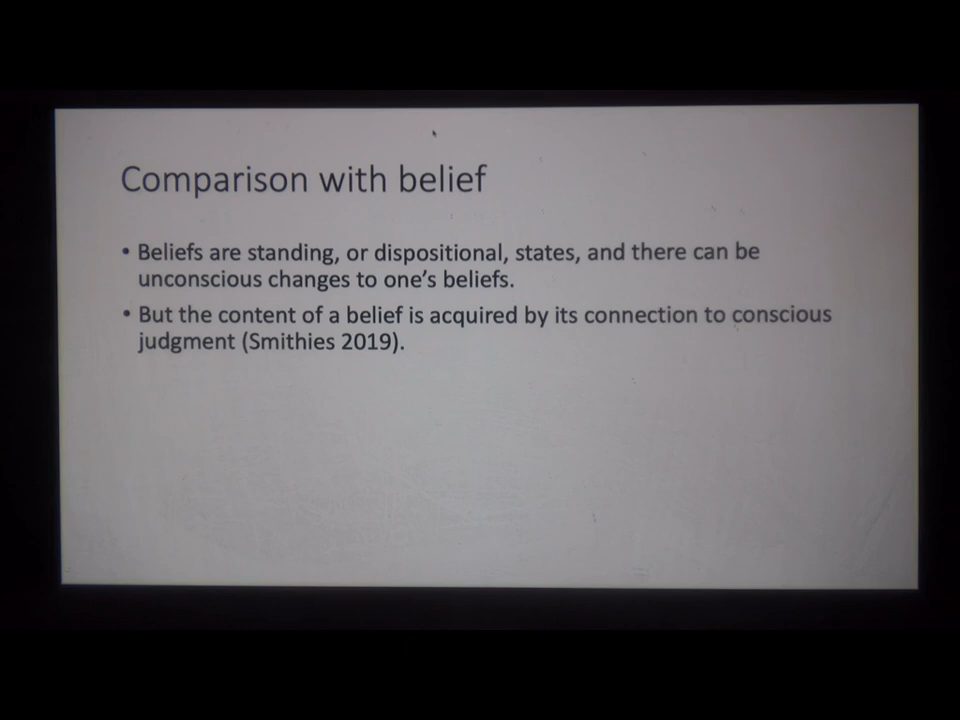 Comparison with belief
• Beliefs are standing, or dispositional, states, and there can be
unconscious changes to one's beliefs.
• But the content of a belief is acquired by its connection to conscious
judgment (Smithies 2019).